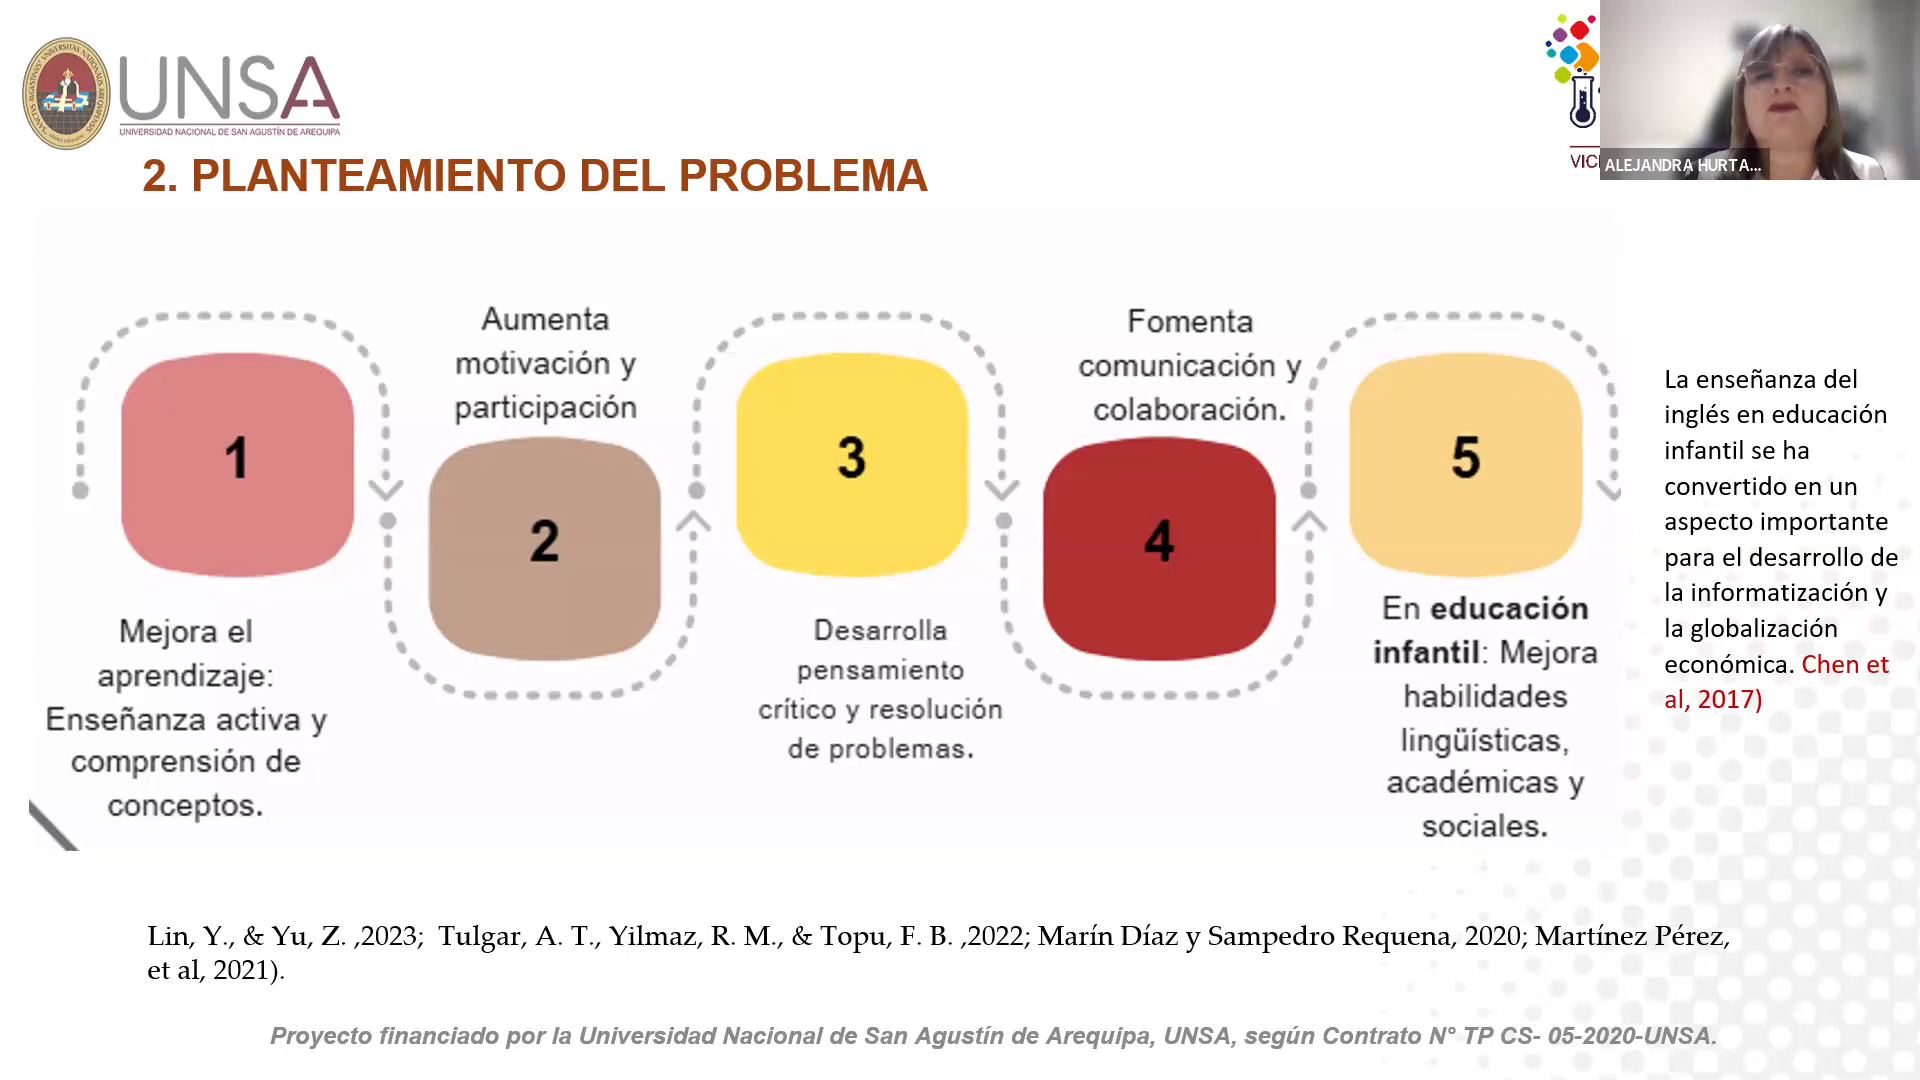 UNSA
UNIVERSIDAD NACIONAL DE SAN AGUSTÍN DE AREQUIPA
VIC
ALEJANDRA HURTA...
2. PLANTEAMIENTO DEL PROBLEMA
1
Mejora el
aprendizaje:
Enseñanza activa y
comprensión de
conceptos.
Aumenta
motivación y
participación
2
3
Desarrolla
pensamiento
crítico y resolución
de problemas.
Fomenta
comunicación y
colaboración.
4
5
En educación
infantil: Mejora
habilidades
lingüísticas,
académicas y
sociales.
La enseñanza del
inglés en educación
infantil se ha
convertido en un
aspecto importante
para el desarrollo de
la informatización y
la globalización
económica. Chen et
al, 2017)
Lin, Y., & Yu, Z. ,2023; Tulgar, A. T., Yilmaz, R. M., & Topu, F. B. ,2022; Marín Díaz y Sampedro Requena, 2020; Martínez Pérez,
et al, 2021).
Proyecto financiado por la Universidad Nacional de San Agustín de Arequipa, UNSA, según Contrato N° TP CS- 05-2020-UNSA.